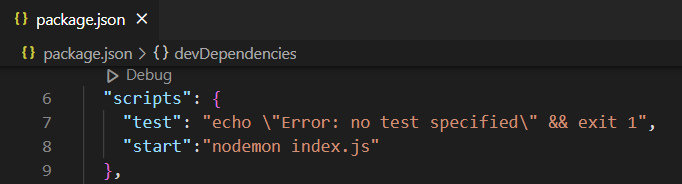 {} package.json ×
{} package.json > {} devDependencies
Debug
6 "scripts": {
7 "test": "echo \"Error: no test specified\" && exit 1",
8 "start":"nodemon index.js"
9 },